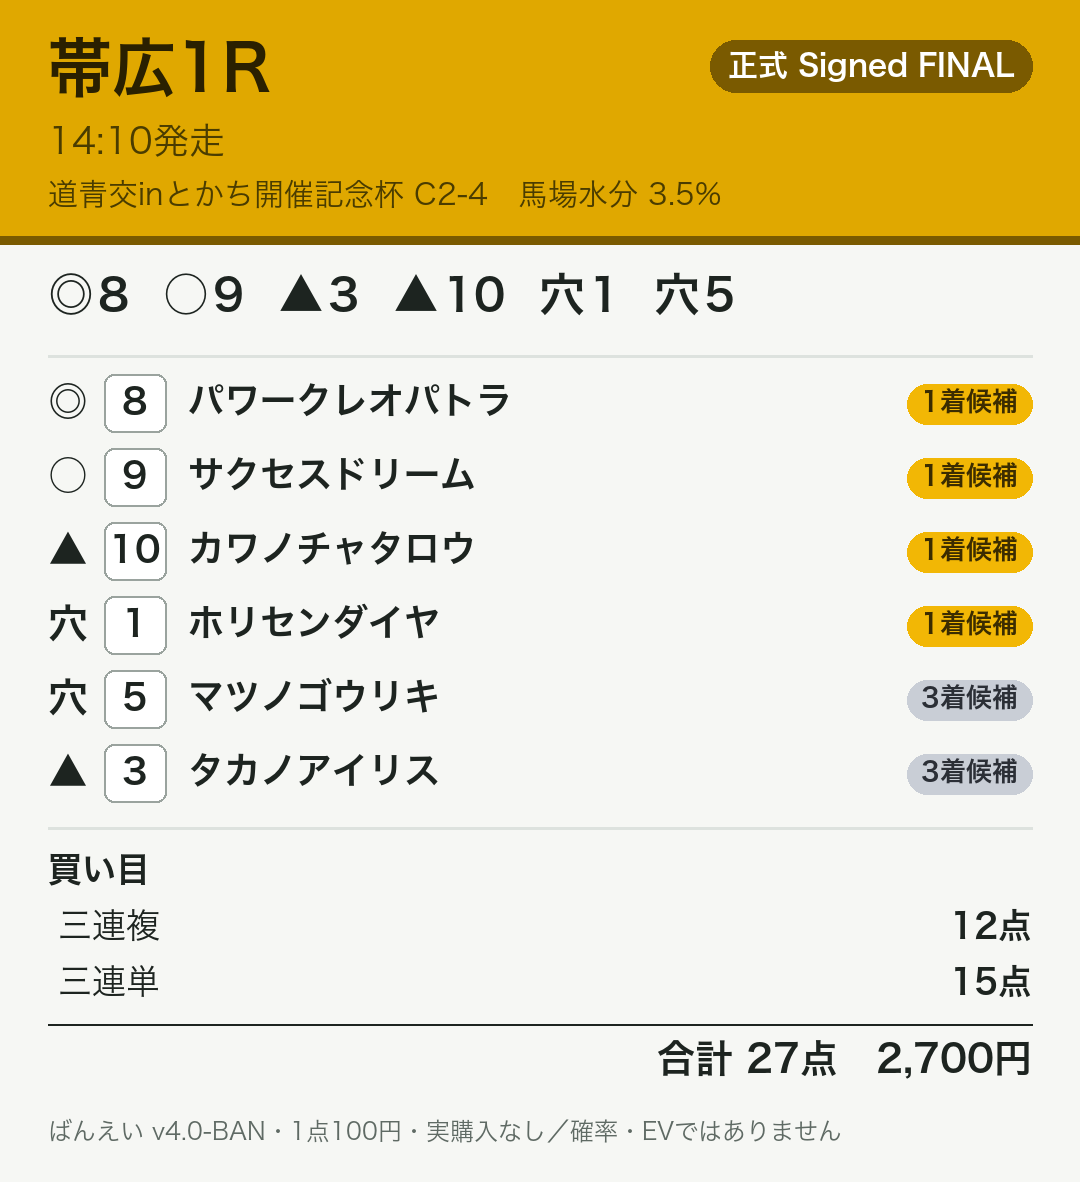 帯広1R
正式 Signed FINAL
14:10発走
道青交inとかち開催記念杯 C2-4　馬場水分 3.5%
◎8 ○9 ▲3 ▲10 穴1 穴5
◎ 8 パワークレオパトラ 1着候補
○ 9 サクセスドリーム 1着候補
▲ 10 カワノチャタロウ 1着候補
穴 1 ホリセンダイヤ 1着候補
穴 5 マツノゴウリキ 3着候補
▲ 3 タカノアイリス 3着候補
買い目
三連複 12点
三連単 15点
合計 27点　2,700円
ばんえい v4.0-BAN・1点100円・実購入なし／確率・EVではありません